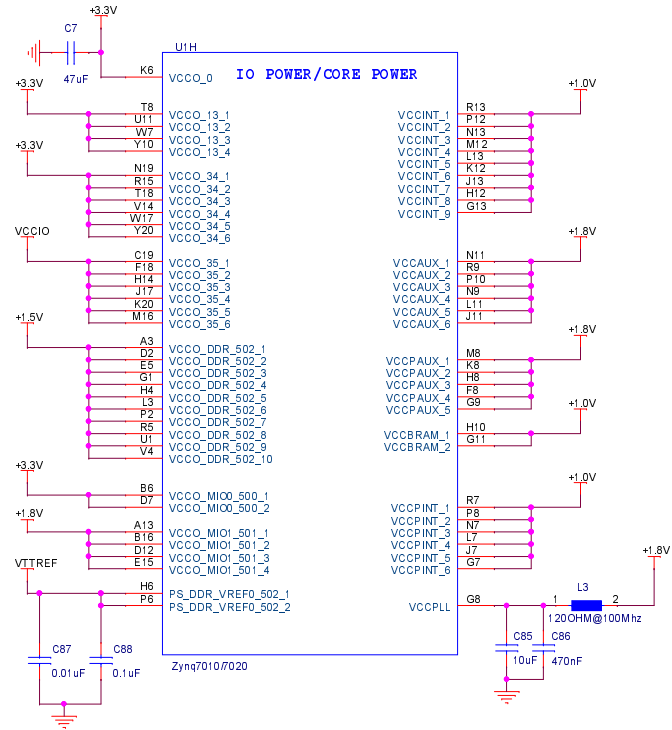 +3.3V
C7
47uF
U1H
IO POWER/CORE POWER
K6 VCCO_0
+3.3V
T8 VCCO_13_1
U11 VCCO_13_2
W7 VCCO_13_3
Y10 VCCO_13_4
+3.3V
N19 VCCO_34_1
R15 VCCO_34_2
T18 VCCO_34_3
V14 VCCO_34_4
W17 VCCO_34_5
Y20 VCCO_34_6
VCCIO
C19 VCCO_35_1
F18 VCCO_35_2
H14 VCCO_35_3
J17 VCCO_35_4
K20 VCCO_35_5
M16 VCCO_35_6
+1.5V
A3 VCCO_DDR_502_1
D2 VCCO_DDR_502_2
E5 VCCO_DDR_502_3
G1 VCCO_DDR_502_4
H4 VCCO_DDR_502_5
L3 VCCO_DDR_502_6
P2 VCCO_DDR_502_7
R5 VCCO_DDR_502_8
U1 VCCO_DDR_502_9
V4 VCCO_DDR_502_10
+3.3V
B6 VCCO_MIO0_500_1
D7 VCCO_MIO0_500_2
+1.8V
A13 VCCO_MIO1_501_1
B16 VCCO_MIO1_501_2
D12 VCCO_MIO1_501_3
E15 VCCO_MIO1_501_4
VTTREF
H6 PS_DDR_VREF0_502_1
P6 PS_DDR_VREF0_502_2
C87
0.01uF
C88
0.1uF
Zynq7010/7020
+1.0V
VCCINT_1 R13
VCCINT_2 P12
VCCINT_3 N13
VCCINT_4 M12
VCCINT_5 L13
VCCINT_6 K12
VCCINT_7 J13
VCCINT_8 H12
VCCINT_9 G13
+1.8V
VCCAUX_1 N11
VCCAUX_2 R9
VCCAUX_3 P10
VCCAUX_4 N9
VCCAUX_5 L11
VCCAUX_6 J11
+1.8V
VCCPAUX_1 M8
VCCPAUX_2 K8
VCCPAUX_3 H8
VCCPAUX_4 F8
VCCPAUX_5 G9
+1.0V
VCCBRAM_1 H10
VCCBRAM_2 G11
+1.0V
VCCPINT_1 R7
VCCPINT_2 P8
VCCPINT_3 N7
VCCPINT_4 L7
VCCPINT_5 J7
VCCPINT_6 G7
+1.8V
VCCPLL G8
L3
1 2
120OHM@100Mhz
C85
10uF
C86
470nF